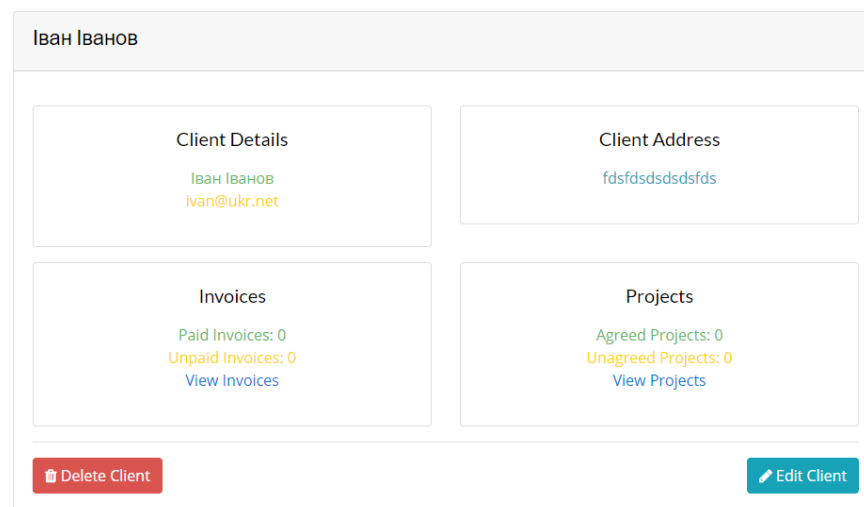 Іван Іванов
Client Details
Іван Іванов
ivan@ukr.net
Client Address
fdsfdsdsdsdsfds
Invoices
Paid Invoices: 0
Unpaid Invoices: 0
View Invoices
Projects
Agreed Projects: 0
Unagreed Projects: 0
View Projects
Delete Client
Edit Client